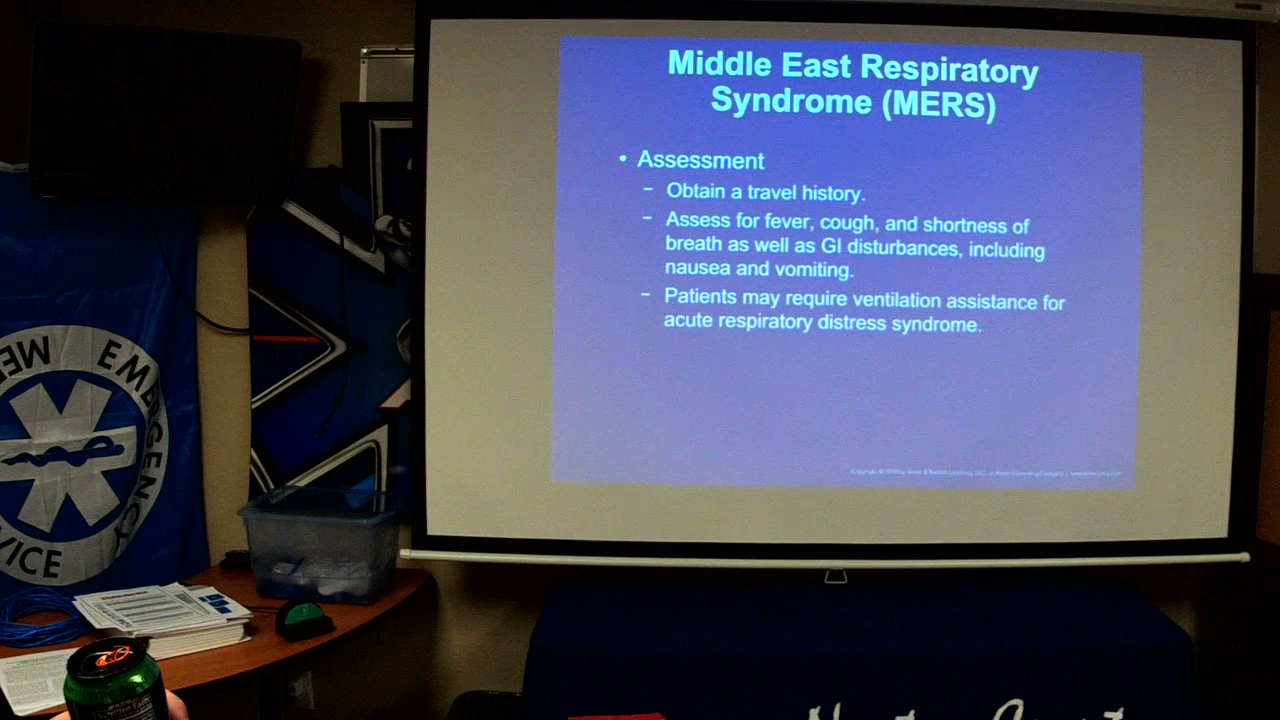 Middle East Respiratory
Syndrome (MERS)
• Assessment
– Obtain a travel history.
– Assess for fever, cough, and shortness of
breath as well as GI disturbances, including
nausea and vomiting.
– Patients may require ventilation assistance for
acute respiratory distress syndrome.
EMERGENCY